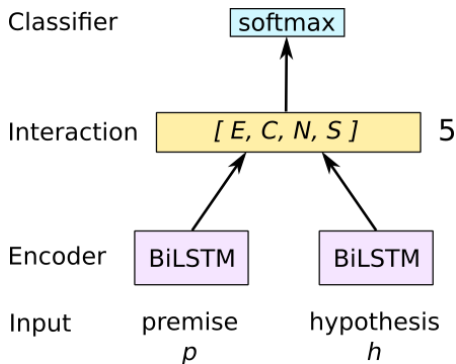 Classifier softmax
Interaction [ E, C, N, S ] 5
Encoder BiLSTM BiLSTM
Input premise hypothesis
p h